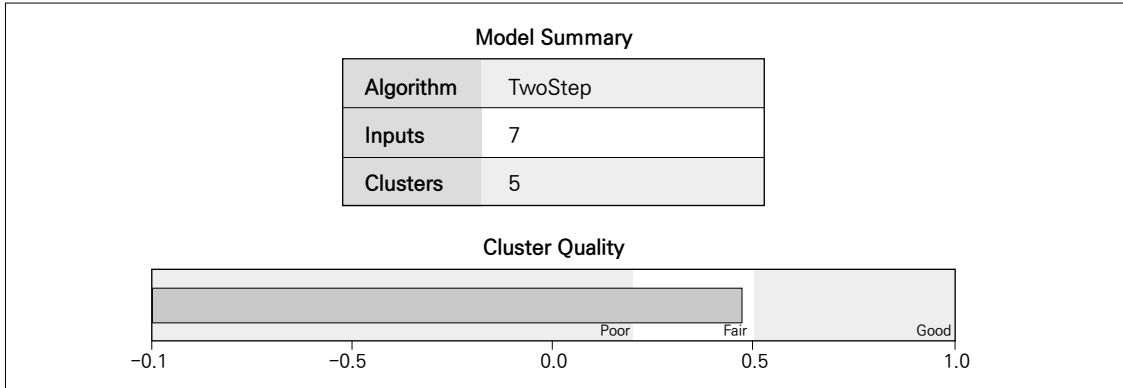 Model Summary
Algorithm TwoStep
Inputs 7
Clusters 5
Cluster Quality
Poor Fair Good
−0.1 −0.5 0.0 0.5 1.0